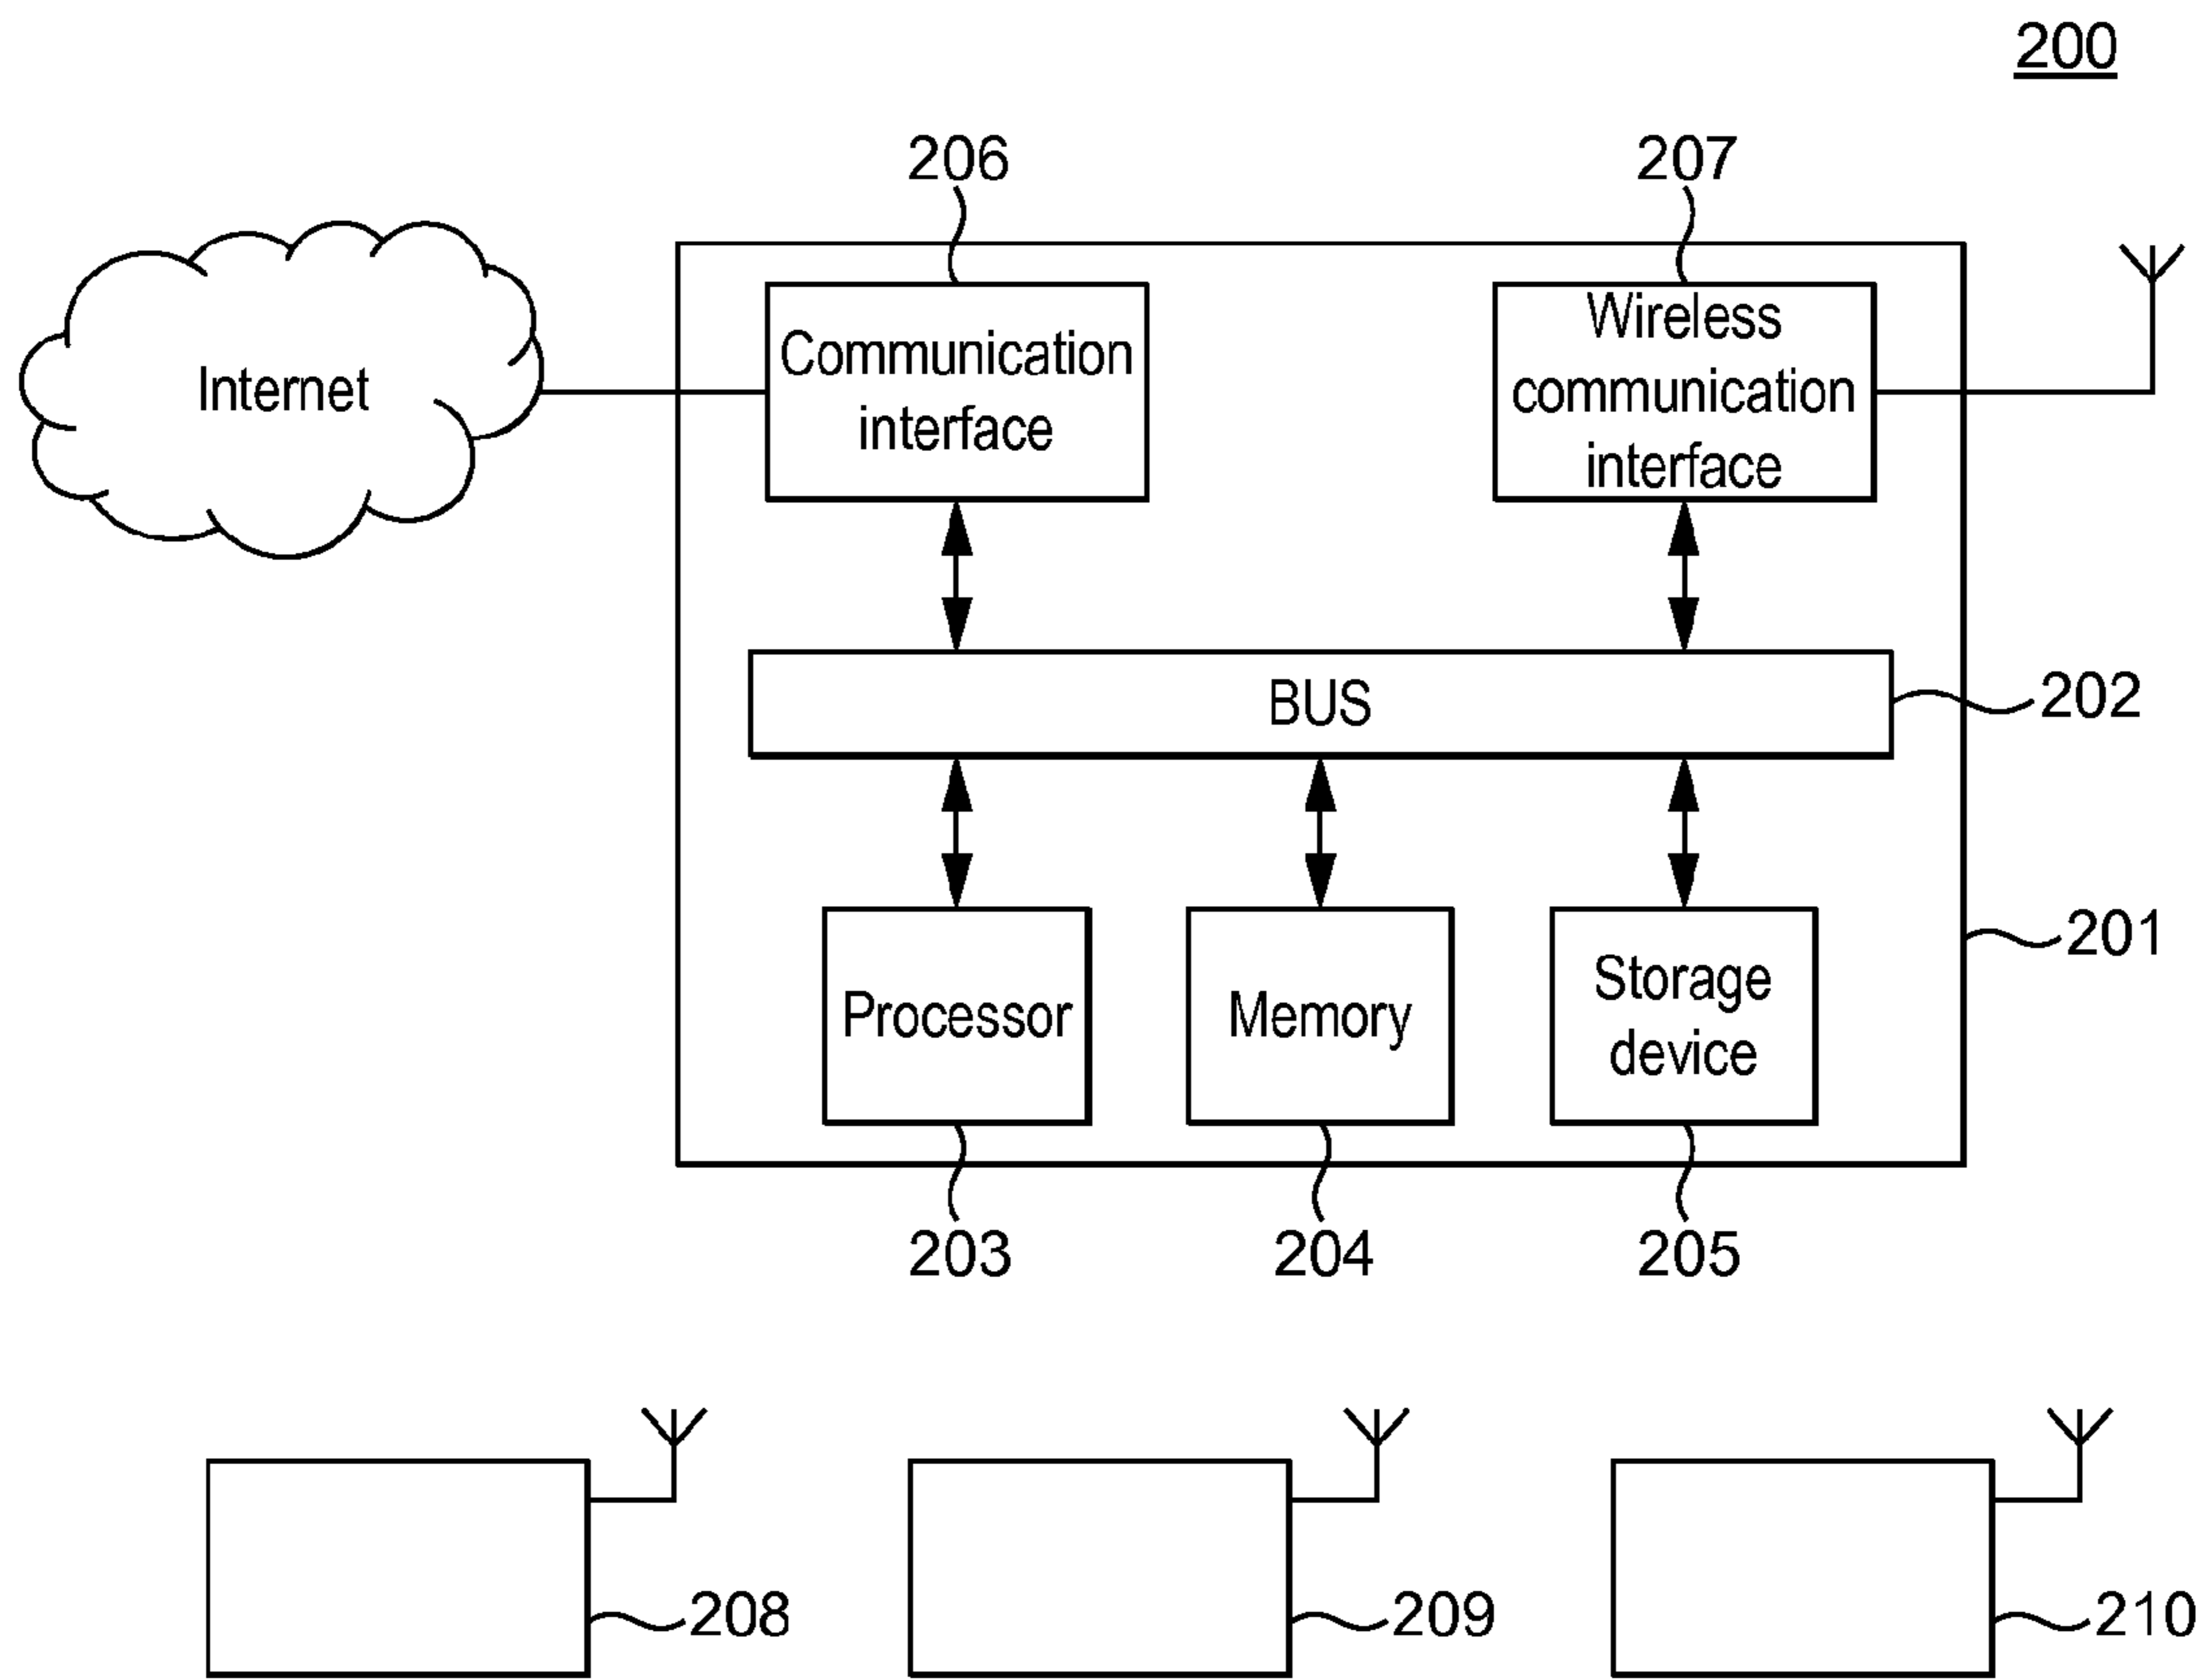 200
206
207
Internet
Communication
interface
Wireless
communication
interface
BUS
202
201
Processor
Memory
Storage
device
203
204
205
208
209
210